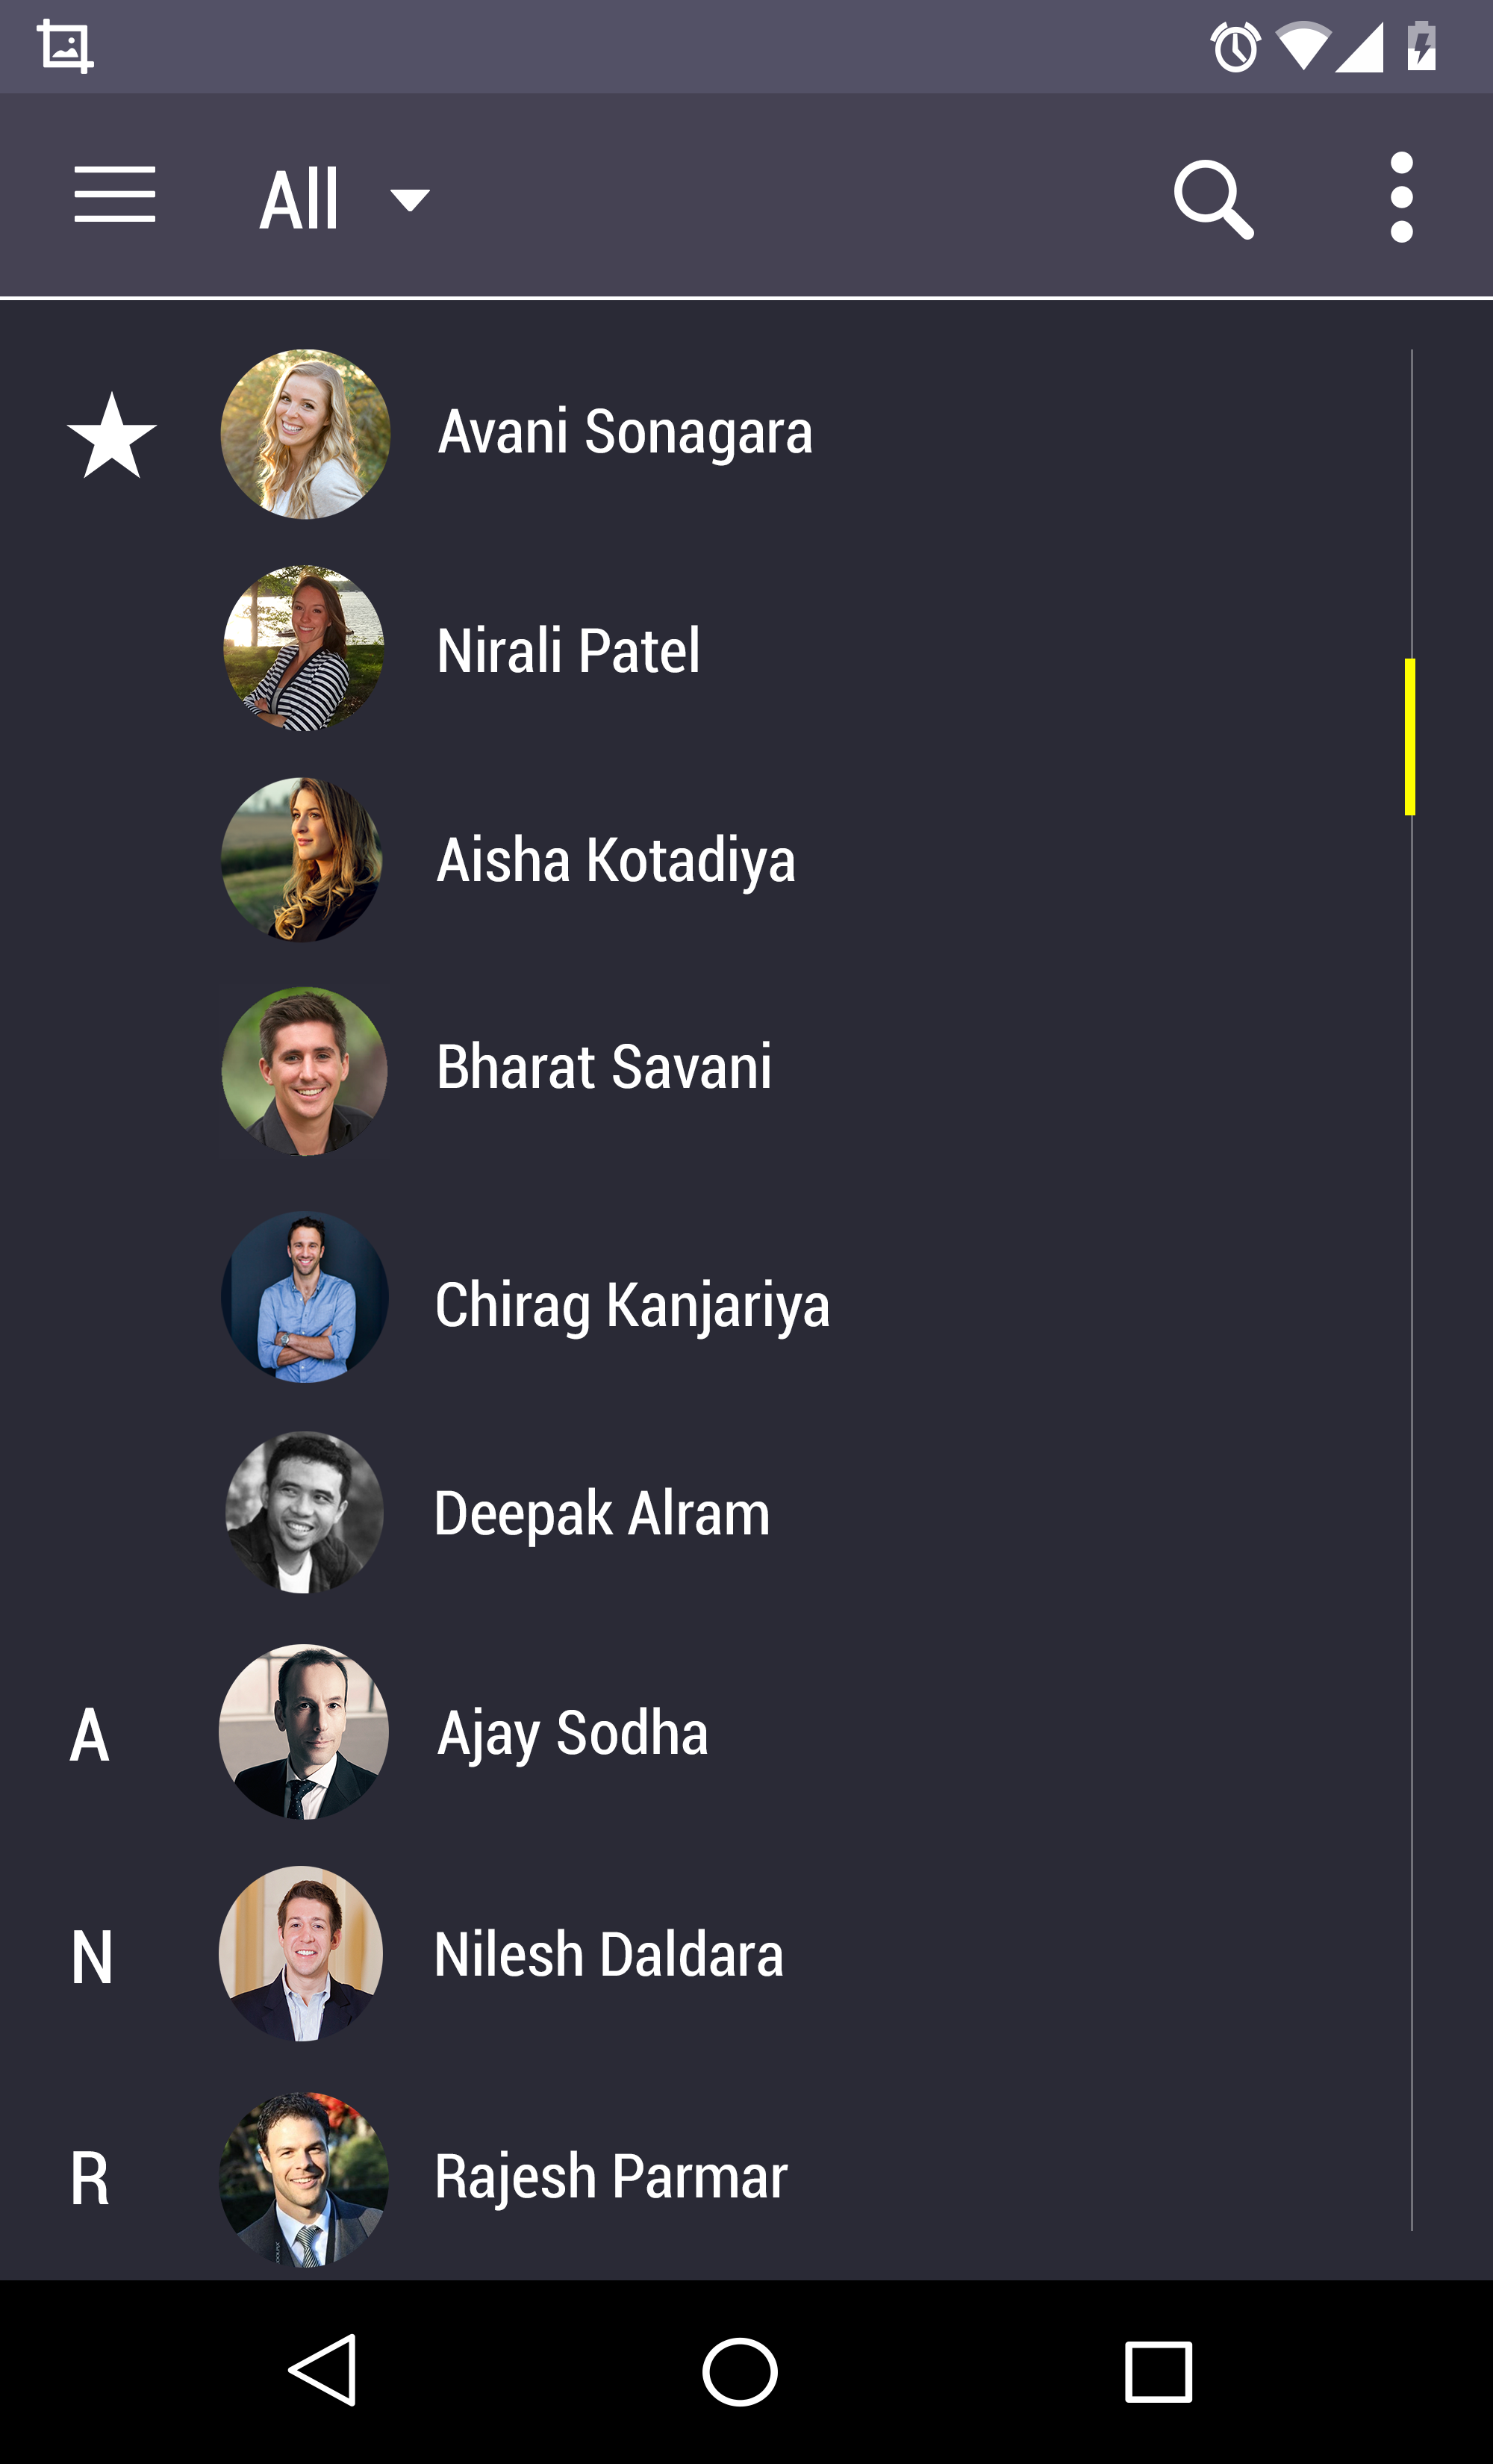 All
Avani Sonagara
Nirali Patel
Aisha Kotadiya
Bharat Savani
Chirag Kanjariya
Deepak Alram
A Ajay Sodha
N Nilesh Daldara
R Rajesh Parmar